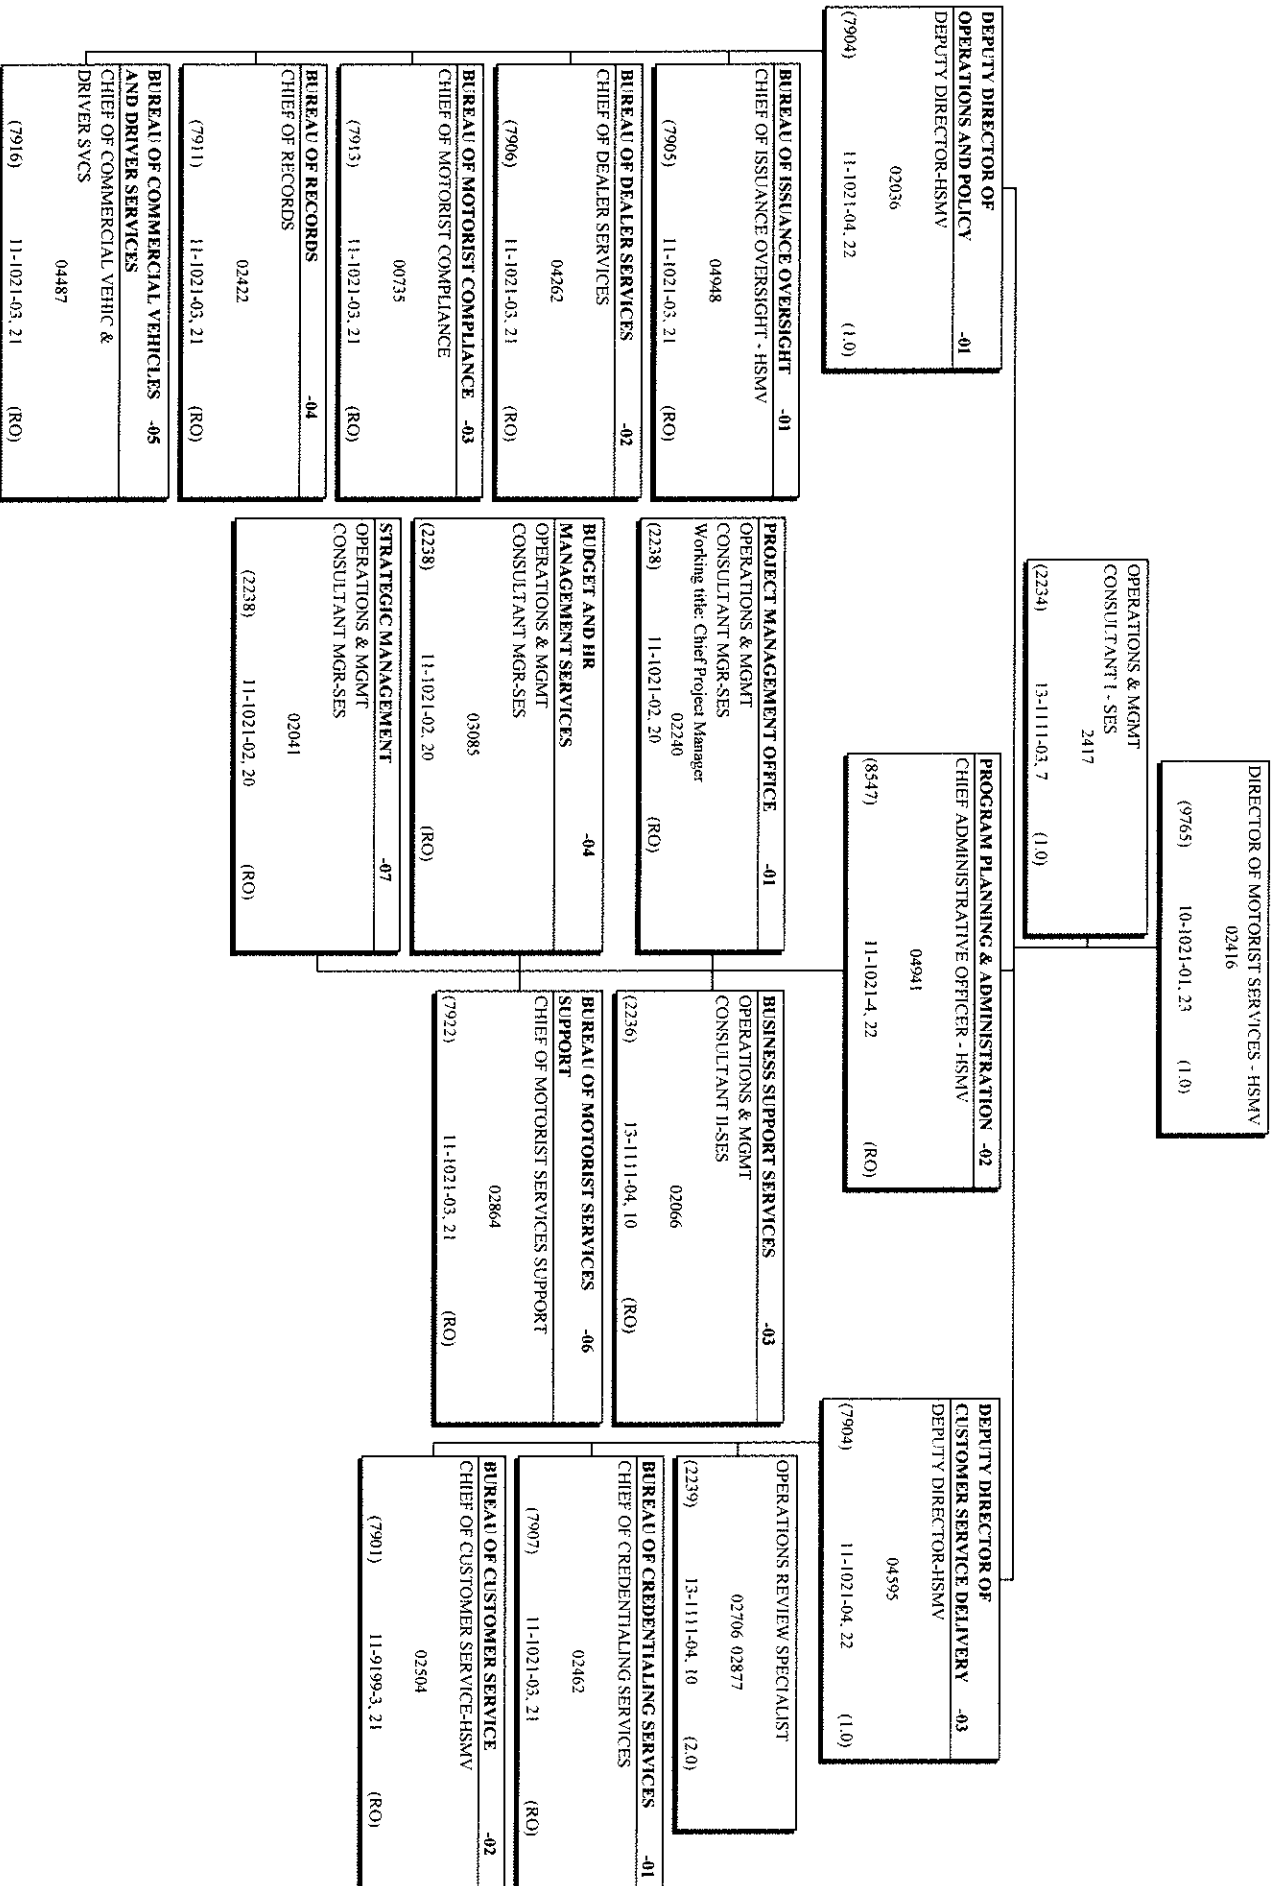 DIRECTOR OF MOTORIST SERVICES - HSMV
02416
(9765) 10-1021-01, 23 (1.0)
OPERATIONS & MGMT
CONSULTANT I - SES
2417
(2234) 13-1111-03, 7 (1.0)
DEPUTY DIRECTOR OF
OPERATIONS AND POLICY -01
DEPUTY DIRECTOR-HSMV
02036
(7904) 11-1021-04, 22 (1.0)
PROGRAM PLANNING & ADMINISTRATION -02
CHIEF ADMINISTRATIVE OFFICER - HSMV
04941
(8547) 11-1021-4, 22 (RO)
DEPUTY DIRECTOR OF
CUSTOMER SERVICE DELIVERY -03
DEPUTY DIRECTOR-HSMV
04595
(7904) 11-1021-04, 22 (1.0)
BUREAU OF ISSUANCE OVERSIGHT -01
CHIEF OF ISSUANCE OVERSIGHT - HSMV
04948
(7905) 11-1021-03, 21 (RO)
BUREAU OF DEALER SERVICES -02
CHIEF OF DEALER SERVICES
04262
(7906) 11-1021-03, 21 (RO)
BUREAU OF MOTORIST COMPLIANCE -03
CHIEF OF MOTORIST COMPLIANCE
00735
(7913) 11-1021-03, 21 (RO)
BUREAU OF RECORDS -04
CHIEF OF RECORDS
02422
(7911) 11-1021-03, 21 (RO)
BUREAU OF COMMERCIAL VEHICLES -05
AND DRIVER SERVICES
CHIEF OF COMMERCIAL VEHIC &
DRIVER SVCS
04487
(7916) 11-1021-03, 21 (RO)
PROJECT MANAGEMENT OFFICE -01
OPERATIONS & MGMT
CONSULTANT MGR-SES
Working title: Chief Project Manager
02240
(2238) 11-1021-02, 20 (RO)
BUDGET AND HR
MANAGEMENT SERVICES -04
OPERATIONS & MGMT
CONSULTANT MGR-SES
03085
(2238) 11-1021-02, 20 (RO)
STRATEGIC MANAGEMENT -07
OPERATIONS & MGMT
CONSULTANT MGR-SES
02041
(2238) 11-1021-02, 20 (RO)
BUSINESS SUPPORT SERVICES -03
OPERATIONS & MGMT
CONSULTANT II-SES
02066
(2236) 13-1111-04, 10 (RO)
BUREAU OF MOTORIST SERVICES -06
SUPPORT
CHIEF OF MOTORIST SERVICES SUPPORT
02864
(7922) 11-1021-03, 21 (RO)
OPERATIONS REVIEW SPECIALIST
02706 02877
(2239) 13-1111-04, 10 (2.0)
BUREAU OF CREDENTIALING SERVICES -01
CHIEF OF CREDENTIALING SERVICES
02462
(7907) 11-1021-03, 21 (RO)
BUREAU OF CUSTOMER SERVICE -02
CHIEF OF CUSTOMER SERVICE-HSMV
02504
(7901) 11-9199-3, 21 (RO)